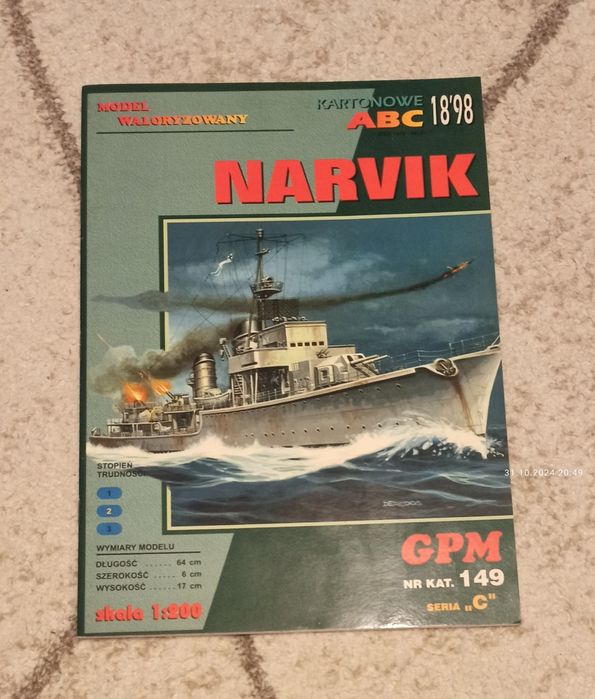 MODEL
WALORYZOWANY
KARTONOWE
ABC
18'98
NARVIK
STOPIEŃ
TRUDNOŚCI
1
2
3
WYMIARY MODELU
DŁUGOŚĆ ...... 64 cm
SZEROKOŚĆ ..... 6 cm
WYSOKOŚĆ ..... 17 cm
skala 1:200
31.10.2024 20:49
GPM
NR KAT. 149
SERIA „C"